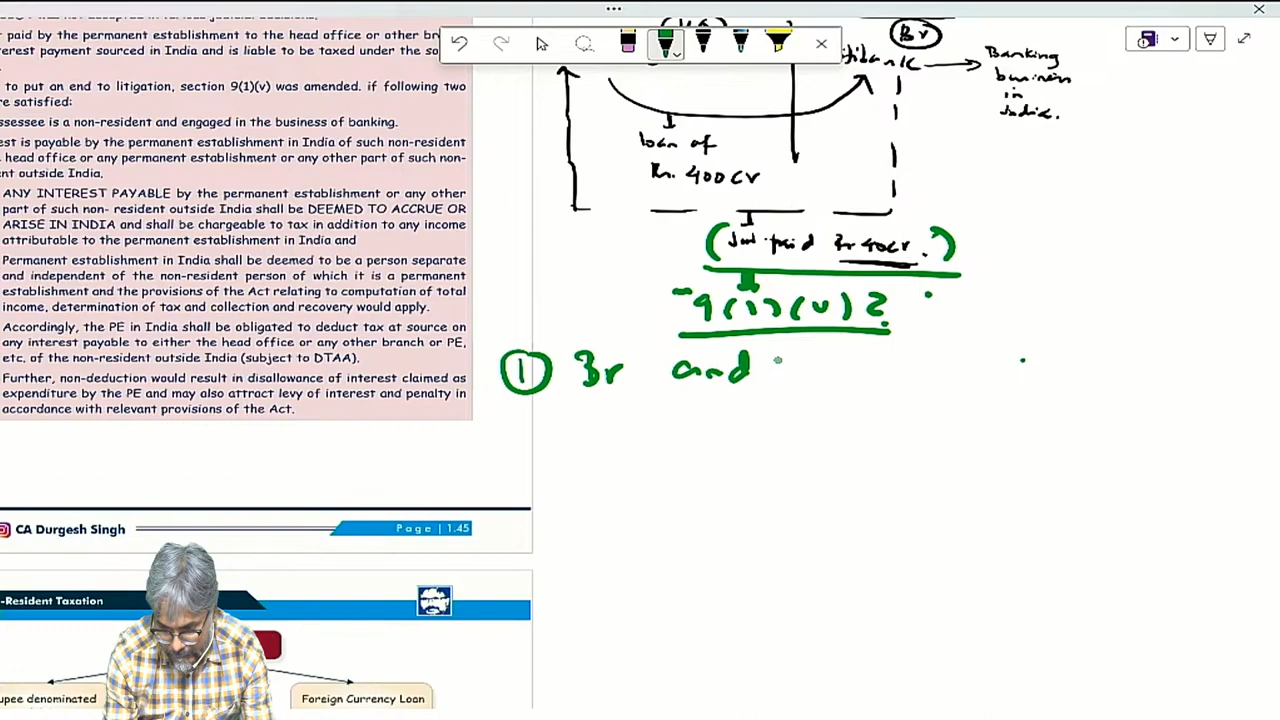 r paid by the permanent establishment to the head office or other br
erest payment sourced in India and is liable to be taxed under the so
to put an end to litigation, section 9(1)(v) was amended. if following two
re satisfied:
ssessee is a non-resident and engaged in the business of banking.
est is payable by the permanent establishment in India of such non-resident
head office or any permanent establishment or any other part of such non-
ent outside India,
ANY INTEREST PAYABLE by the permanent establishment or any other
part of such non- resident outside India shall be DEEMED TO ACCRUE OR
ARISE IN INDIA and shall be chargeable to tax in addition to any income
attributable to the permanent establishment in India and
Permanent establishment in India shall be deemed to be a person separate
and independent of the non-resident person of which it is a permanent
establishment and the provisions of the Act relating to computation of total
income, determination of tax and collection and recovery would apply.
Accordingly, the PE in India shall be obligated to deduct tax at source on
any interest payable to either the head office or any other branch or PE,
etc. of the non-resident outside India (subject to DTAA).
Further, non-deduction would result in disallowance of interest claimed as
expenditure by the PE and may also attract levy of interest and penalty in
accordance with relevant provisions of the Act.
CA Durgesh Singh
Page | 1.45
-Resident Taxation
upee denominated
Foreign Currency Loan
Br
Banking
business
in
India.
loan of
Rs. 400 cr
(Int paid Rs 40cr.)
9(1)(v)?
1 Br and